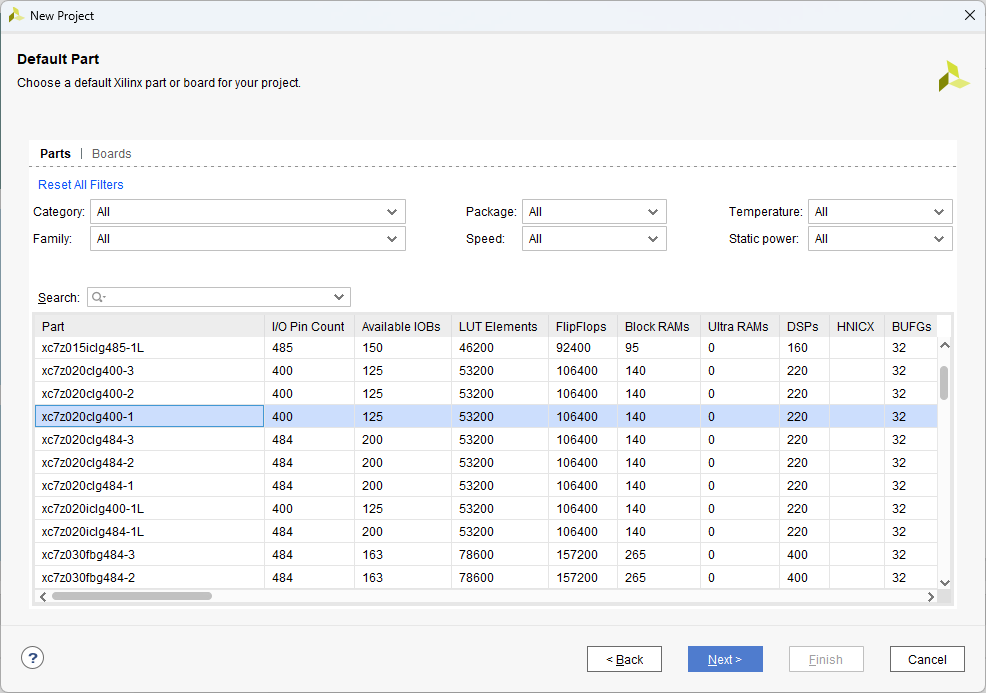 New Project
Default Part
Choose a default Xilinx part or board for your project.
Parts | Boards
Reset All Filters
Category: All Package: All Temperature: All
Family: All Speed: All Static power: All
Search:
Part I/O Pin Count Available IOBs LUT Elements FlipFlops Block RAMs Ultra RAMs DSPs HNICX BUFGs
xc7z015iclg485-1L 485 150 46200 92400 95 0 160 32
xc7z020clg400-3 400 125 53200 106400 140 0 220 32
xc7z020clg400-2 400 125 53200 106400 140 0 220 32
xc7z020clg400-1 400 125 53200 106400 140 0 220 32
xc7z020clg484-3 484 200 53200 106400 140 0 220 32
xc7z020clg484-2 484 200 53200 106400 140 0 220 32
xc7z020clg484-1 484 200 53200 106400 140 0 220 32
xc7z020iclg400-1L 400 125 53200 106400 140 0 220 32
xc7z020iclg484-1L 484 200 53200 106400 140 0 220 32
xc7z030fbg484-3 484 163 78600 157200 265 0 400 32
xc7z030fbg484-2 484 163 78600 157200 265 0 400 32
? < Back Next > Finish Cancel